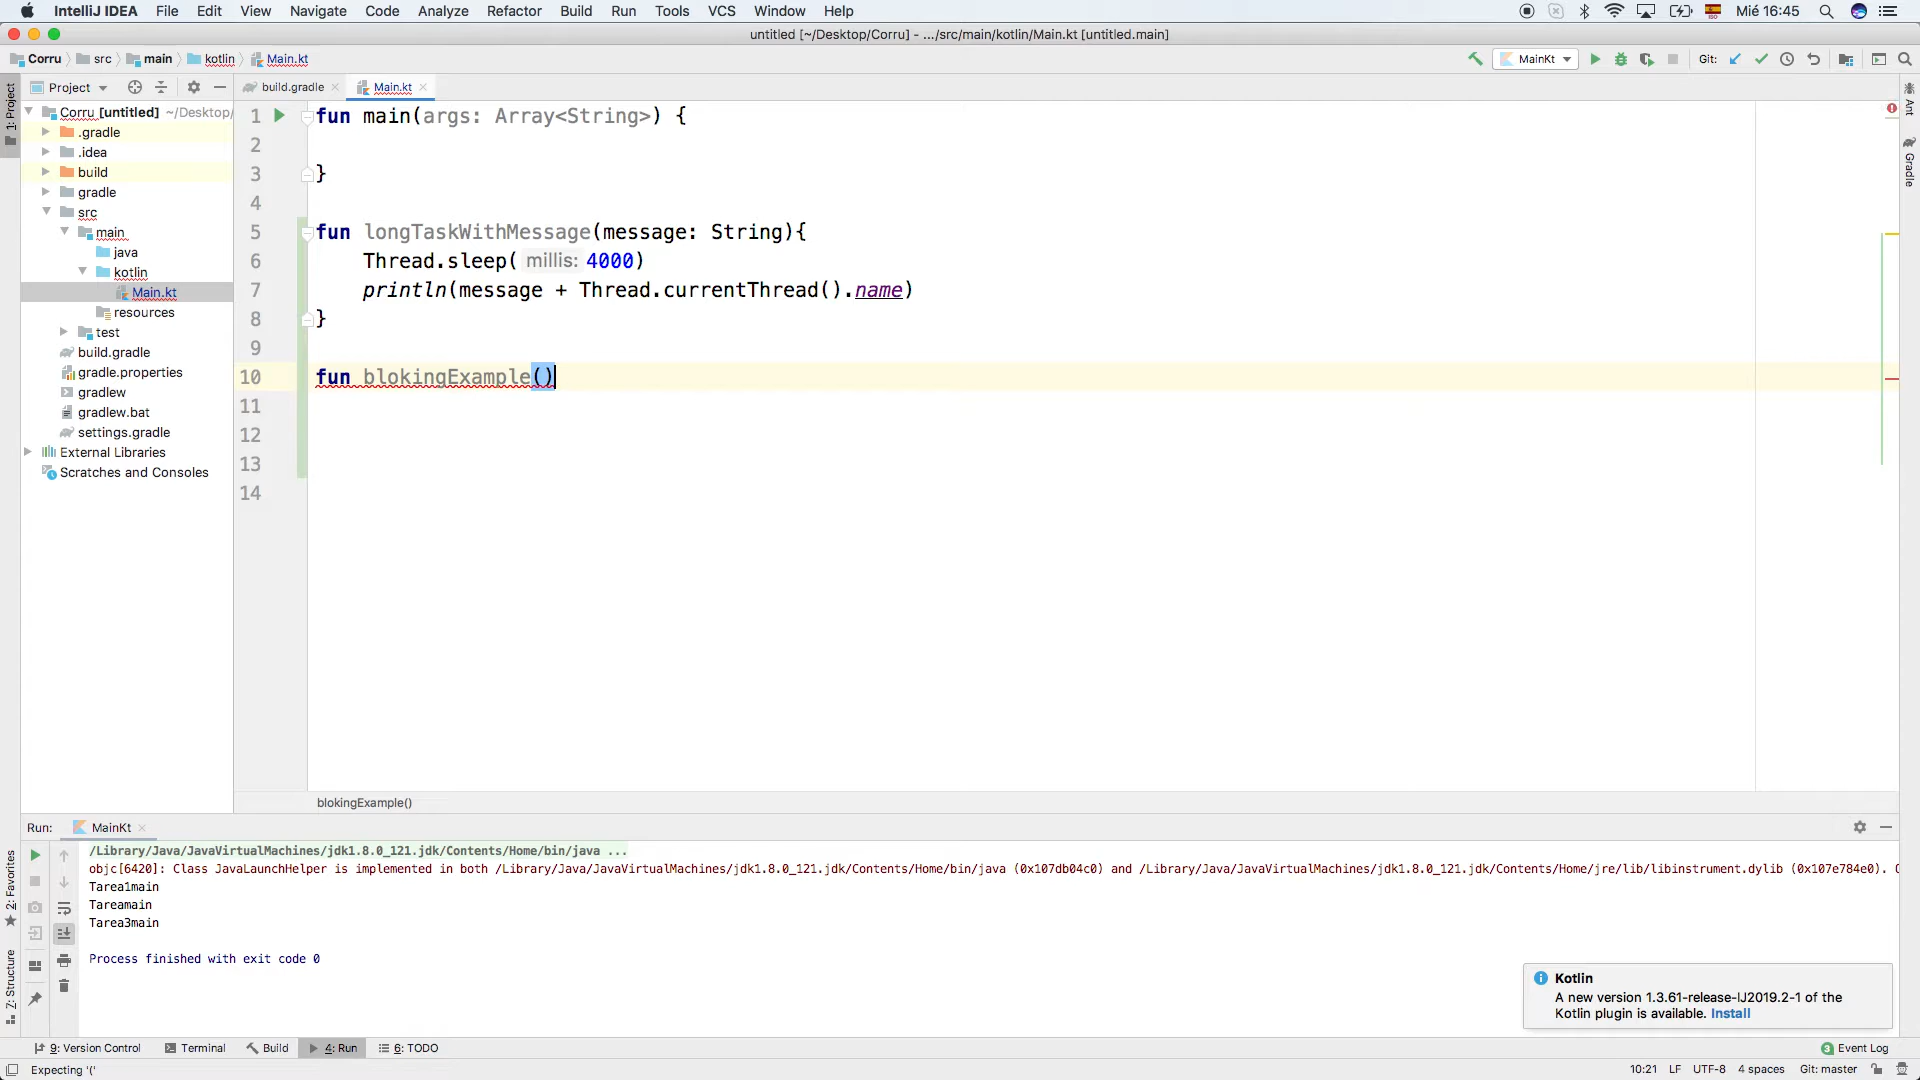 IntelliJ IDEA File Edit View Navigate Code Analyze Refactor Build Run Tools VCS Window Help ISO Mié 16:45
untitled [~/Desktop/Corru] - .../src/main/kotlin/Main.kt [untitled.main]
Corru src main kotlin Main.kt MainKt Git:
Project build.gradle Main.kt
1: Project
Corru [untitled] ~/Desktop/
.gradle
.idea
build
gradle
src
main
java
kotlin
Main.kt
resources
test
build.gradle
gradle.properties
gradlew
gradlew.bat
settings.gradle
External Libraries
Scratches and Consoles
1 fun main(args: Array<String>) {
2
3 }
4
5 fun longTaskWithMessage(message: String){
6 Thread.sleep( millis: 4000)
7 println(message + Thread.currentThread().name)
8 }
9
10 fun blokingExample()
11
12
13
14
Ant
Gradle
blokingExample()
Run: MainKt
2: Favorites
Z: Structure
/Library/Java/JavaVirtualMachines/jdk1.8.0_121.jdk/Contents/Home/bin/java ...
objc[6420]: Class JavaLaunchHelper is implemented in both /Library/Java/JavaVirtualMachines/jdk1.8.0_121.jdk/Contents/Home/bin/java (0x107db04c0) and /Library/Java/JavaVirtualMachines/jdk1.8.0_121.jdk/Contents/Home/jre/lib/libinstrument.dylib (0x107e784e0).
Tarea1main
Tareamain
Tarea3main
Process finished with exit code 0
Kotlin
A new version 1.3.61-release-IJ2019.2-1 of the
Kotlin plugin is available. Install
9: Version Control Terminal Build 4: Run 6: TODO 3 Event Log
Expecting '(' 10:21 LF UTF-8 4 spaces Git: master